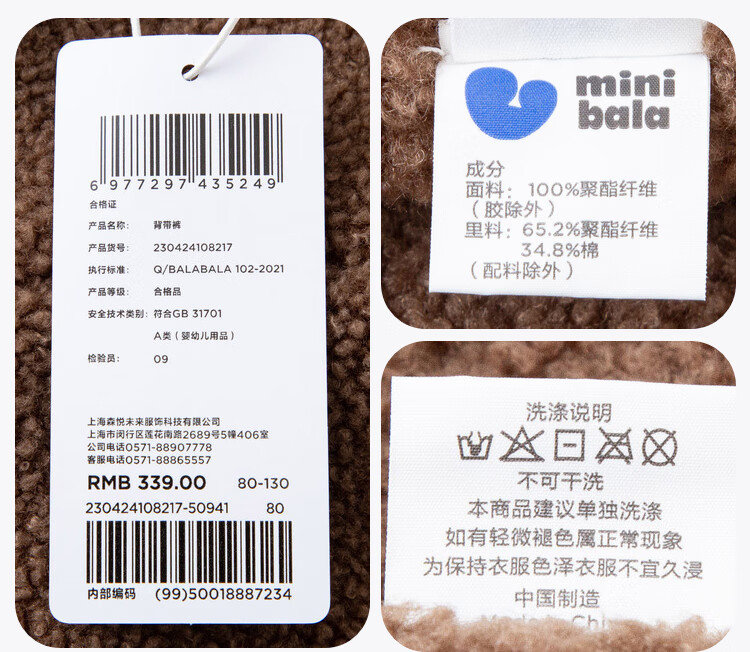 6 977297 435249
合格证
产品名称: 背带裤
产品货号: 230424108217
执行标准: Q/BALABALA 102-2021
产品等级: 合格品
安全技术类别: 符合GB 31701
A类 (婴幼儿用品)
检验员: 09
上海森悦未来服饰科技有限公司
上海市闵行区莲花南路2689号5幢406室
公司电话0571-88907778
客服电话0571-88865557
RMB 339.00 80-130
230424108217-50941 80
内部编码 (99)50018887234
mini
bala
成分
面料: 100%聚酯纤维
(胶除外)
里料: 65.2%聚酯纤维
34.8%棉
(配料除外)
洗涤说明
不可干洗
本商品建议单独洗涤
如有轻微褪色属正常现象
为保持衣服色泽衣服不宜久浸
中国制造